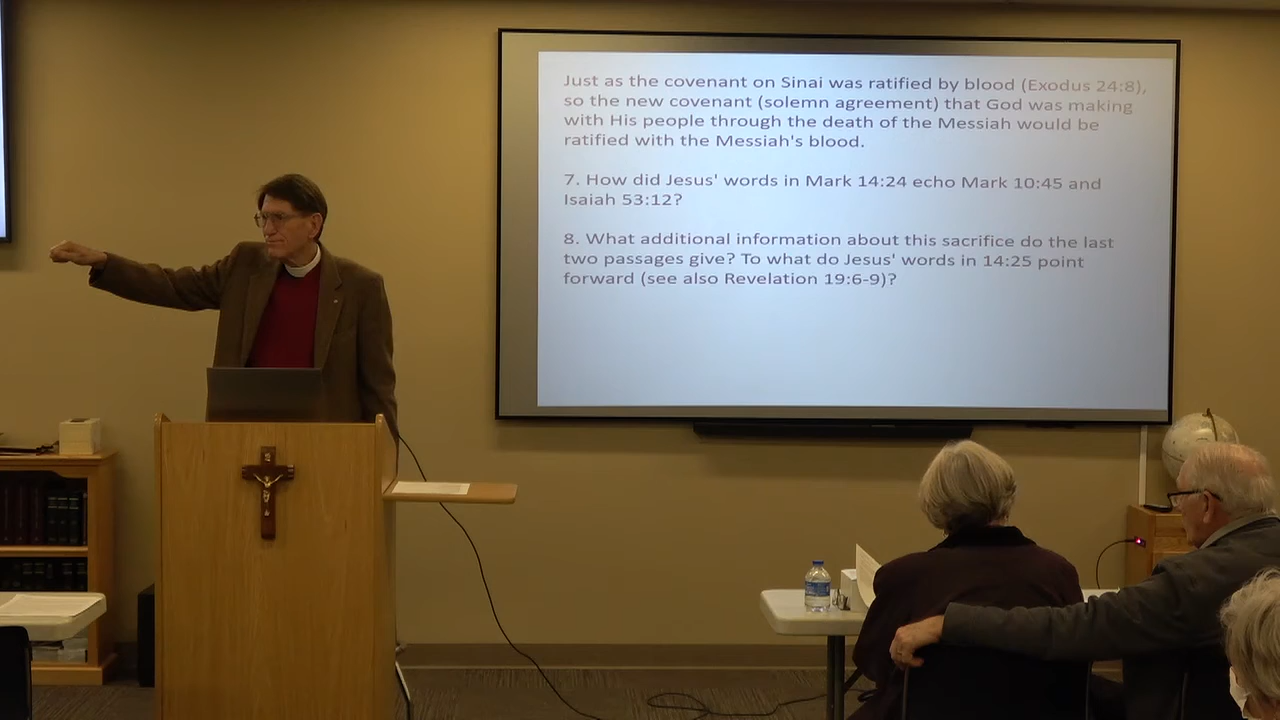 Just as the covenant on Sinai was ratified by blood (Exodus 24:8),
so the new covenant (solemn agreement) that God was making
with His people through the death of the Messiah would be
ratified with the Messiah's blood.
7. How did Jesus' words in Mark 14:24 echo Mark 10:45 and
Isaiah 53:12?
8. What additional information about this sacrifice do the last
two passages give? To what do Jesus' words in 14:25 point
forward (see also Revelation 19:6-9)?